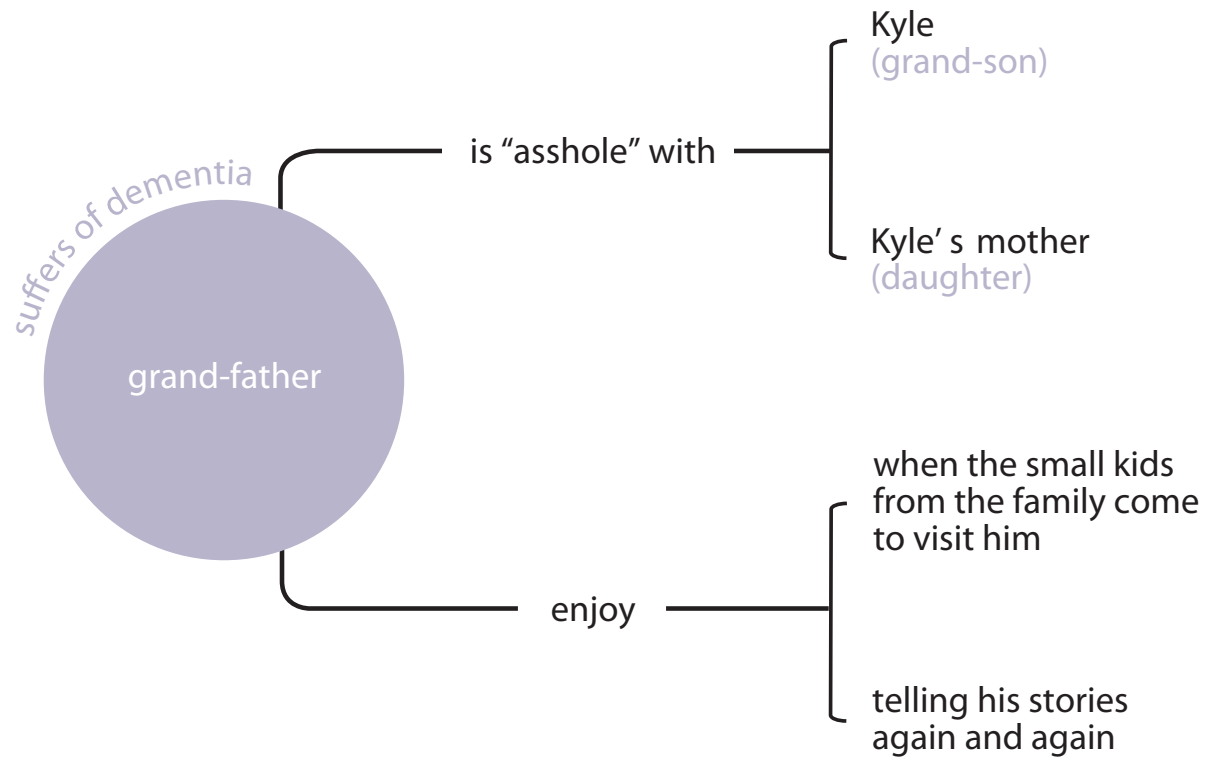 suffers of dementia
grand-father
is “asshole” with
Kyle
(grand-son)
Kyle’ s mother
(daughter)
enjoy
when the small kids
from the family come
to visit him
telling his stories
again and again